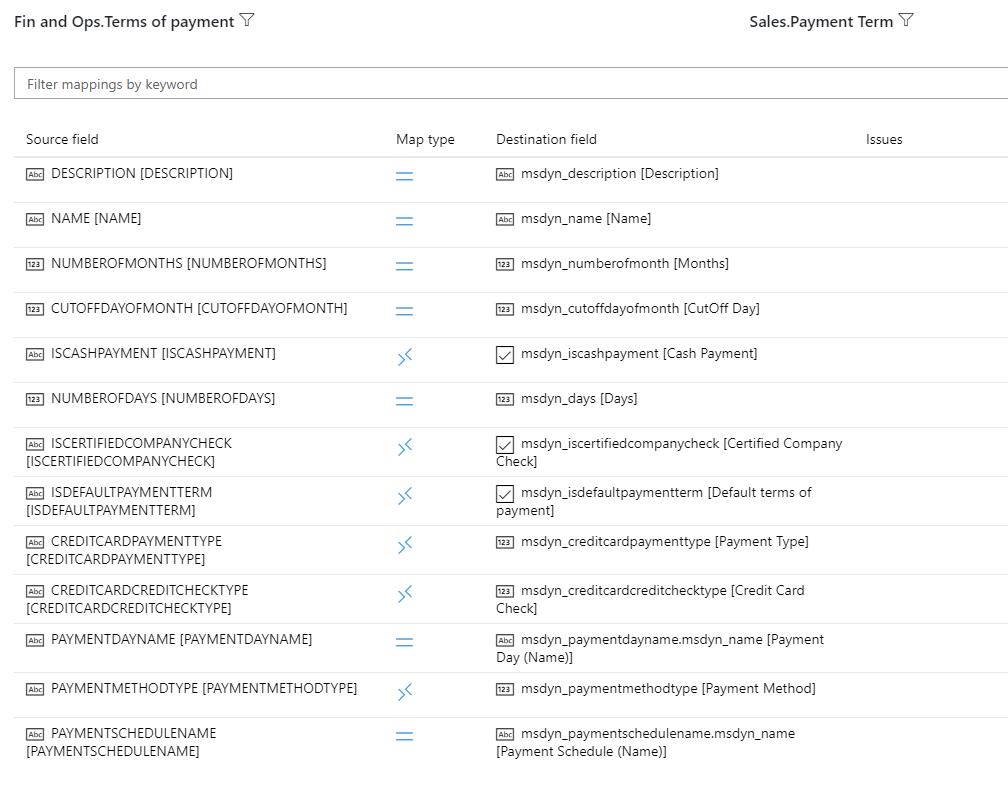 Fin and Ops.Terms of payment Sales.Payment Term
Filter mappings by keyword
Source field Map type Destination field Issues
Abc DESCRIPTION [DESCRIPTION] Abc msdyn_description [Description]
Abc NAME [NAME] Abc msdyn_name [Name]
123 NUMBEROFMONTHS [NUMBEROFMONTHS] 123 msdyn_numberofmonth [Months]
123 CUTOFFDAYOFMONTH [CUTOFFDAYOFMONTH] 123 msdyn_cutoffdayofmonth [CutOff Day]
Abc ISCASHPAYMENT [ISCASHPAYMENT] msdyn_iscashpayment [Cash Payment]
123 NUMBEROFDAYS [NUMBEROFDAYS] 123 msdyn_days [Days]
Abc ISCERTIFIEDCOMPANYCHECK msdyn_iscertifiedcompanycheck [Certified Company
[ISCERTIFIEDCOMPANYCHECK] Check]
Abc ISDEFAULTPAYMENTTERM msdyn_isdefaultpaymentterm [Default terms of
[ISDEFAULTPAYMENTTERM] payment]
Abc CREDITCARDPAYMENTTYPE 123 msdyn_creditcardpaymenttype [Payment Type]
[CREDITCARDPAYMENTTYPE]
Abc CREDITCARDCREDITCHECKTYPE 123 msdyn_creditcardcreditchecktype [Credit Card
[CREDITCARDCREDITCHECKTYPE] Check]
Abc PAYMENTDAYNAME [PAYMENTDAYNAME] Abc msdyn_paymentdayname.msdyn_name [Payment
Day (Name)]
Abc PAYMENTMETHODTYPE [PAYMENTMETHODTYPE] 123 msdyn_paymentmethodtype [Payment Method]
Abc PAYMENTSCHEDULENAME Abc msdyn_paymentschedulename.msdyn_name
[PAYMENTSCHEDULENAME] [Payment Schedule (Name)]